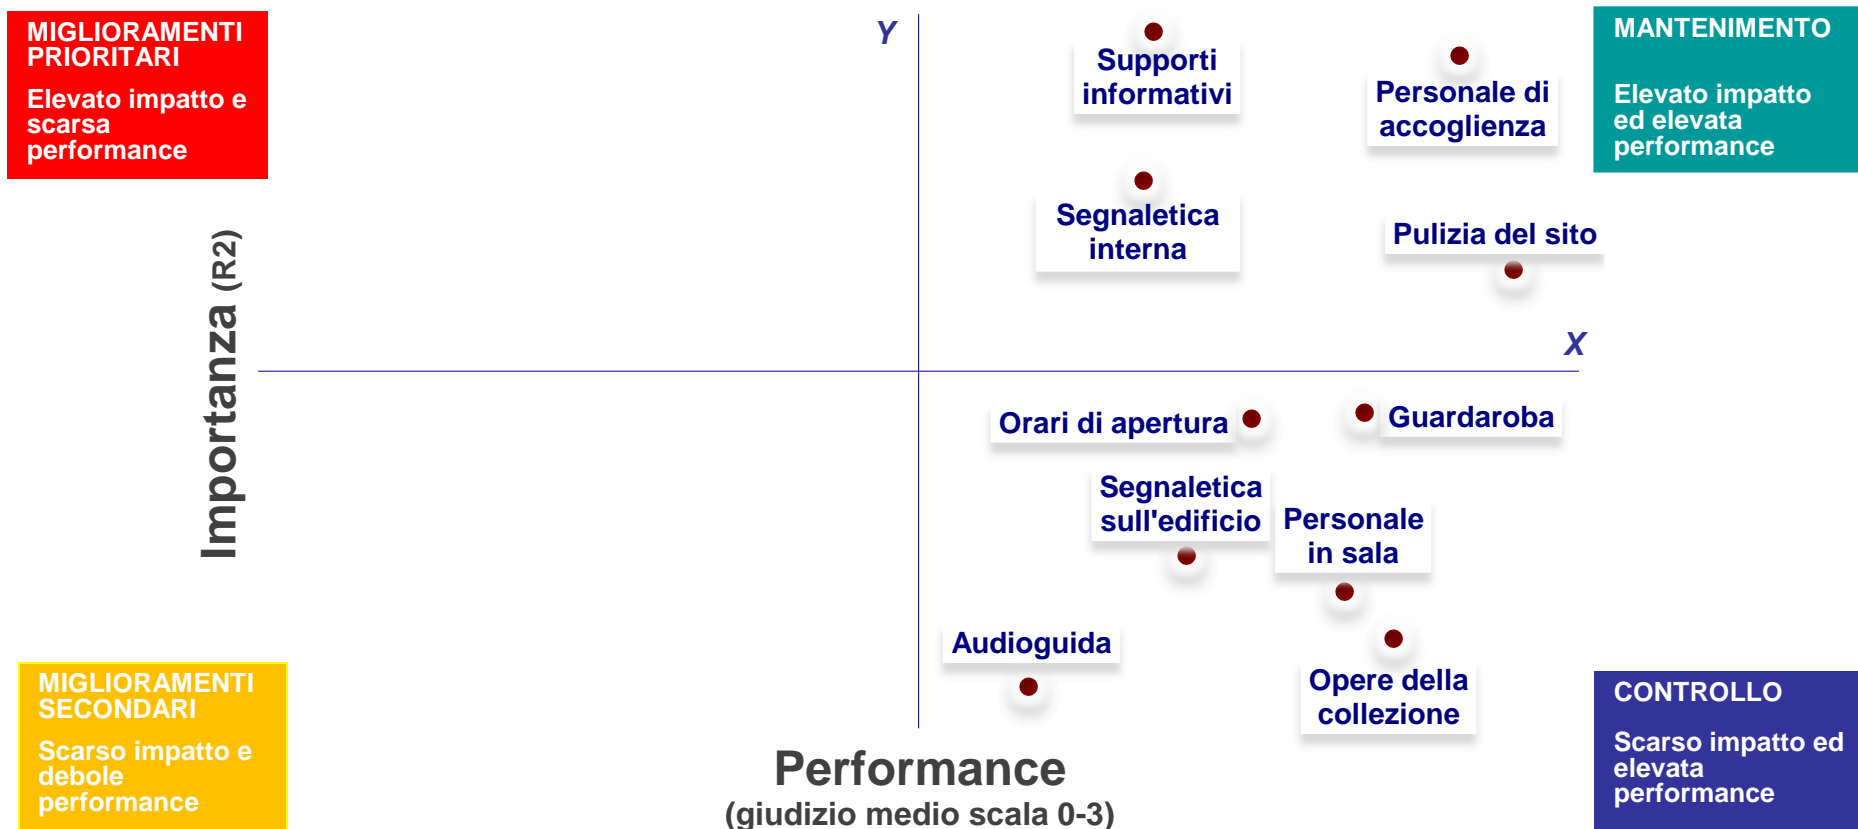 MIGLIORAMENTI
PRIORITARI
Elevato impatto e
scarsa
performance
Y
Supporti
informativi
Personale di
accoglienza
MANTENIMENTO
Elevato impatto
ed elevata
performance
Segnaletica
interna
Pulizia del sito
Importanza (R2)
X
Orari di apertura
Guardaroba
Segnaletica
sull'edificio
Personale
in sala
Audioguida
Opere della
collezione
MIGLIORAMENTI
SECONDARI
Scarso impatto e
debole
performance
CONTROLLO
Scarso impatto ed
elevata
performance
Performance
(giudizio medio scala 0-3)